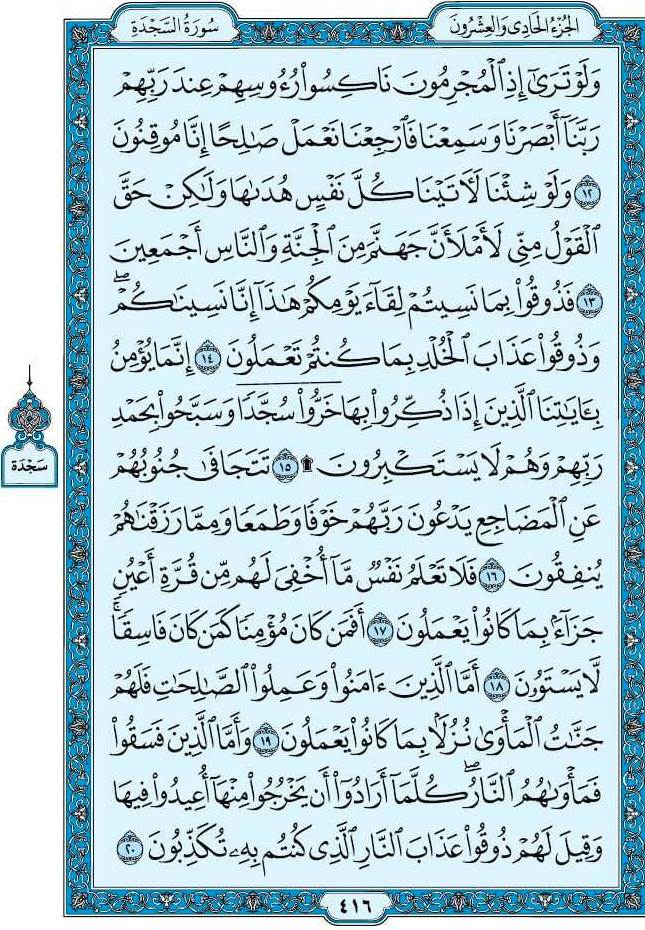 الجُزْءُ الحَادِي وَالعِشْرُونَ
سُورَةُ السَّجْدَةِ
وَلَوْ تَرَىٰٓ إِذِ ٱلْمُجْرِمُونَ نَاكِسُوا۟ رُءُوسِهِمْ عِندَ رَبِّهِمْ
رَبَّنَآ أَبْصَرْنَا وَسَمِعْنَا فَٱرْجِعْنَا نَعْمَلْ صَٰلِحًا إِنَّا مُوقِنُونَ
١٢ وَلَوْ شِئْنَا لَءَاتَيْنَا كُلَّ نَفْسٍ هُدَىٰهَا وَلَٰكِنْ حَقَّ
ٱلْقَوْلُ مِنِّى لَأَمْلَأَنَّ جَهَنَّمَ مِنَ ٱلْجِنَّةِ وَٱلنَّاسِ أَجْمَعِينَ
١٣ فَذُوقُوا۟ بِمَا نَسِيتُمْ لِقَآءَ يَوْمِكُمْ هَٰذَآ إِنَّا نَسِينَٰكُمْ ۖ
وَذُوقُوا۟ عَذَابَ ٱلْخُلْدِ بِمَا كُنتُمْ تَعْمَلُونَ ١٤ إِنَّمَا يُؤْمِنُ
بِـَٔايَٰتِنَا ٱلَّذِينَ إِذَا ذُكِّرُوا۟ بِهَا خَرُّوا۟ سُجَّدًا وَسَبَّحُوا۟ بِحَمْدِ
رَبِّهِمْ وَهُمْ لَا يَسْتَكْبِرُونَ ۩ ١٥ تَتَجَافَىٰ جُنُوبُهُمْ
سَجْدَة
عَنِ ٱلْمَضَاجِعِ يَدْعُونَ رَبَّهُمْ خَوْفًا وَطَمَعًا وَمِمَّا رَزَقْنَٰهُمْ
يُنفِقُونَ ١٦ فَلَا تَعْلَمُ نَفْسٌ مَّآ أُخْفِىَ لَهُم مِّن قُرَّةِ أَعْيُنٍ
جَزَآءًۢ بِمَا كَانُوا۟ يَعْمَلُونَ ١٧ أَفَمَن كَانَ مُؤْمِنًا كَمَن كَانَ فَاسِقًا ۚ
لَّا يَسْتَوُۥنَ ١٨ أَمَّا ٱلَّذِينَ ءَامَنُوا۟ وَعَمِلُوا۟ ٱلصَّٰلِحَٰتِ فَلَهُمْ
جَنَّٰتُ ٱلْمَأْوَىٰ نُزُلًۢا بِمَا كَانُوا۟ يَعْمَلُونَ ١٩ وَأَمَّا ٱلَّذِينَ فَسَقُوا۟
فَمَأْوَىٰهُمُ ٱلنَّارُ ۖ كُلَّمَآ أَرَادُوٓا۟ أَن يَخْرُجُوا۟ مِنْهَآ أُعِيدُوا۟ فِيهَا
وَقِيلَ لَهُمْ ذُوقُوا۟ عَذَابَ ٱلنَّارِ ٱلَّذِى كُنتُم بِهِۦ تُكَذِّبُونَ ٢٠
٤١٦